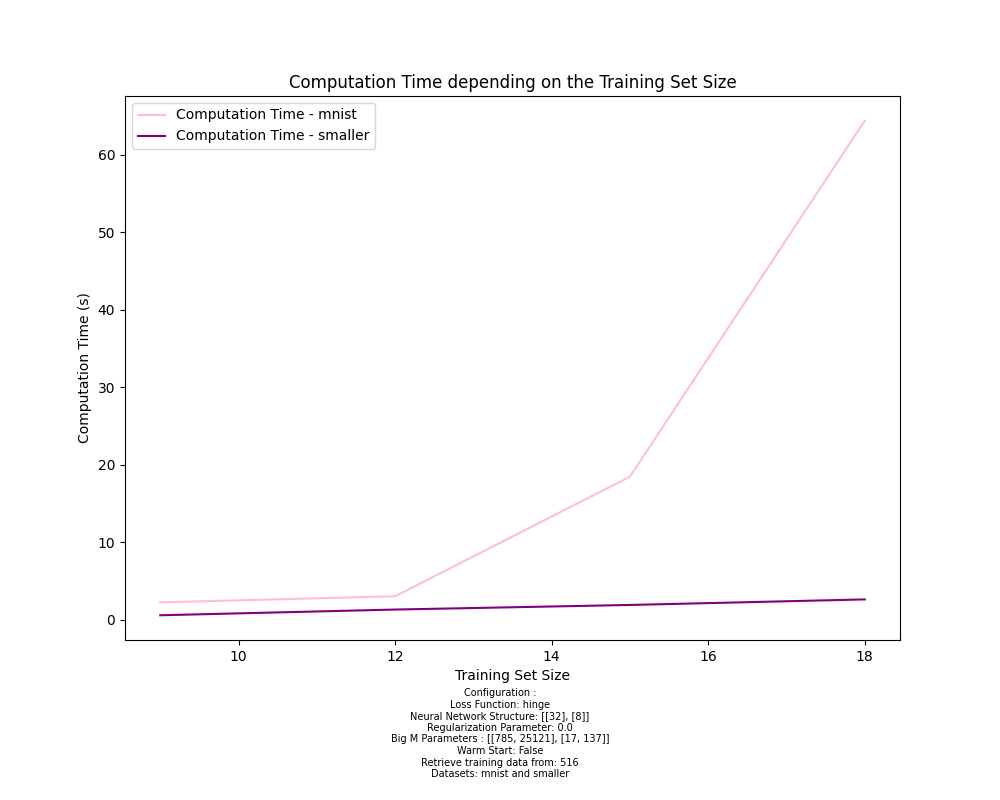 Computation Time depending on the Training Set Size
Computation Time - mnist
Computation Time - smaller
Computation Time (s)
60
50
40
30
20
10
0
10 12 14 16 18
Training Set Size
Configuration :
Loss Function: hinge
Neural Network Structure: [[32], [8]]
Regularization Parameter: 0.0
Big M Parameters : [[785, 25121], [17, 137]]
Warm Start: False
Retrieve training data from: 516
Datasets: mnist and smaller